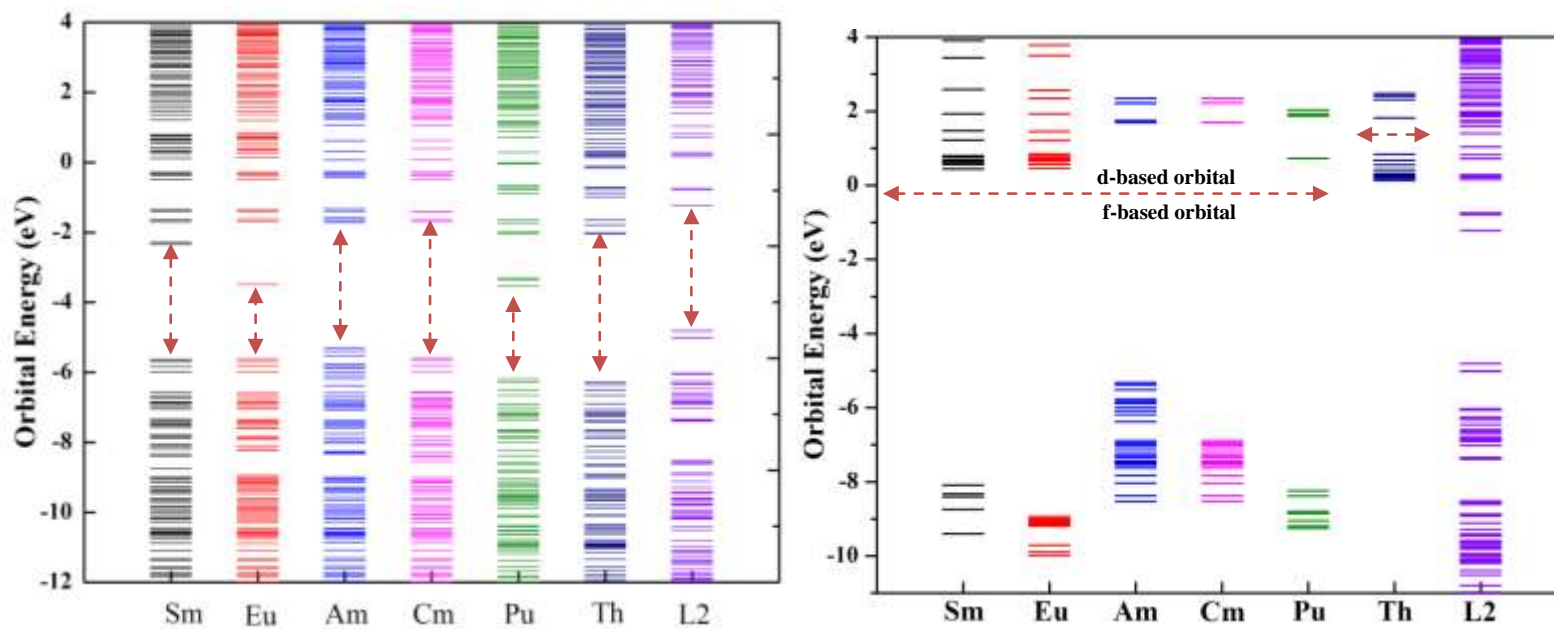 4
2
0
-2
-4
-6
-8
-10
-12
Orbital Energy (eV)
Sm Eu Am Cm Pu Th L2
4
2
0
-2
-4
-6
-8
-10
Orbital Energy (eV)
d-based orbital
f-based orbital
Sm Eu Am Cm Pu Th L2